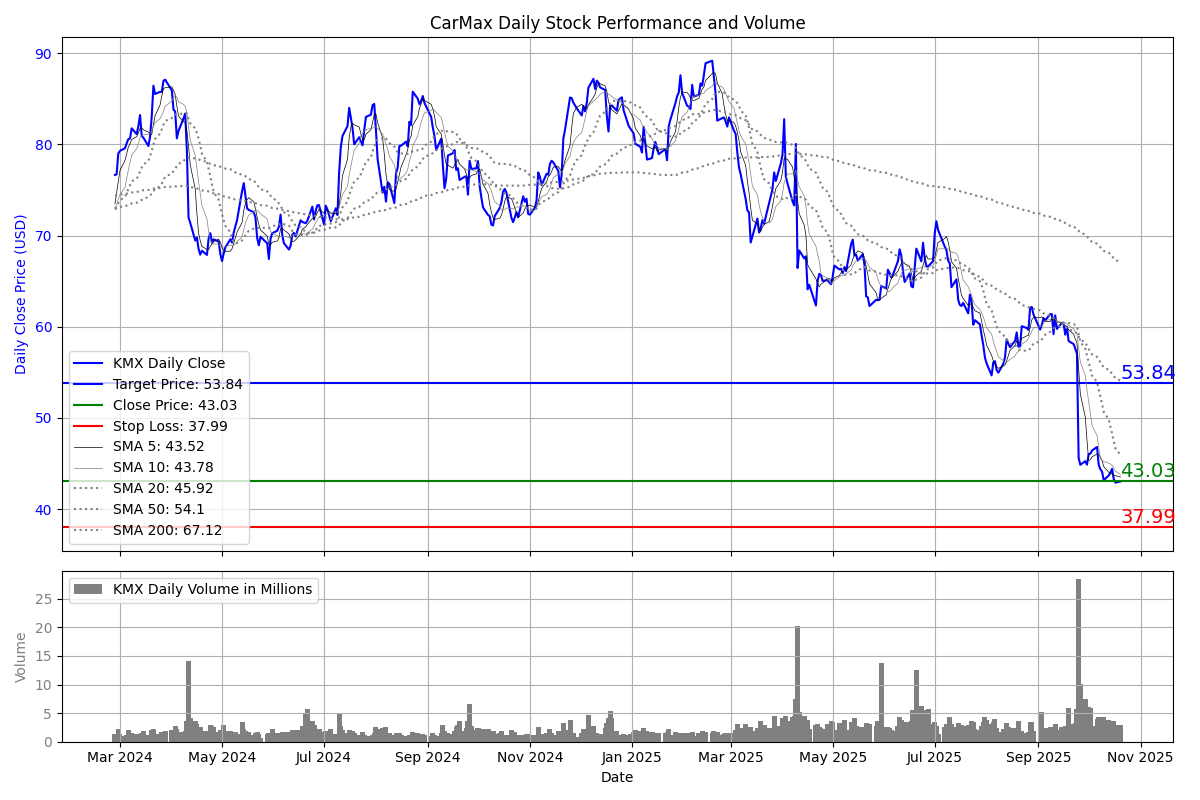 CarMax Daily Stock Performance and Volume
Daily Close Price (USD)
90
80
70
60
50
40
KMX Daily Close
Target Price: 53.84
Close Price: 43.03
Stop Loss: 37.99
SMA 5: 43.52
SMA 10: 43.78
SMA 20: 45.92
SMA 50: 54.1
SMA 200: 67.12
53.84
43.03
37.99
Volume
25
20
15
10
5
0
KMX Daily Volume in Millions
Mar 2024 May 2024 Jul 2024 Sep 2024 Nov 2024 Jan 2025 Mar 2025 May 2025 Jul 2025 Sep 2025 Nov 2025
Date